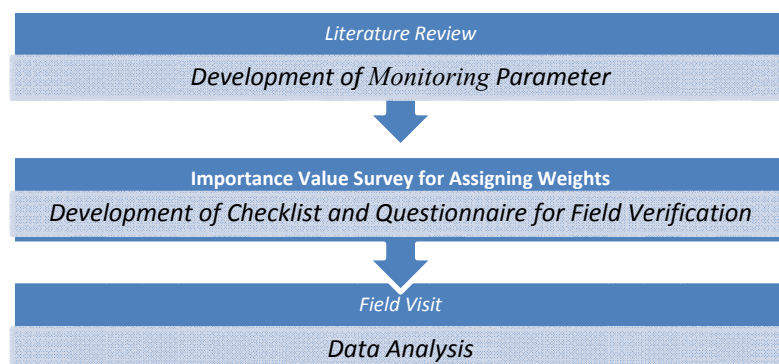 Literature Review
Development of Monitoring Parameter
Importance Value Survey for Assigning Weights
Development of Checklist and Questionnaire for Field Verification
Field Visit
Data Analysis